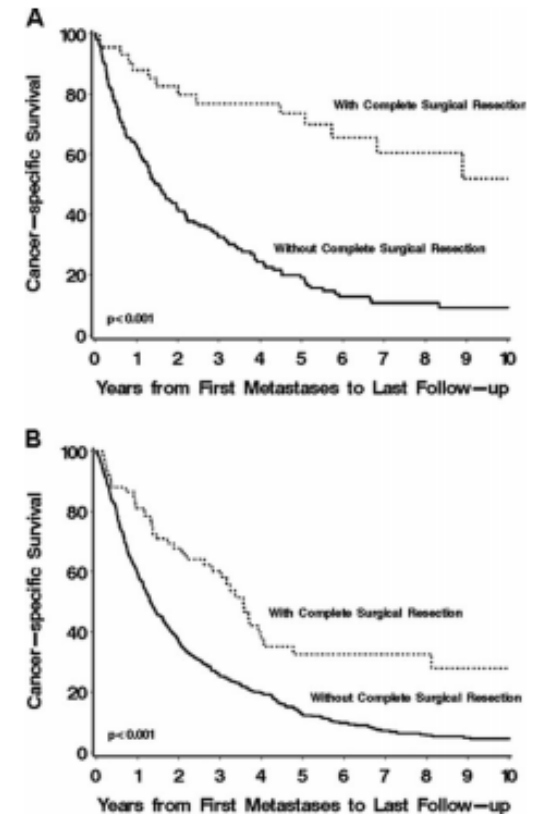 A
Cancer-specific Survival
100
80
60
40
20
0
With Complete Surgical Resection
Without Complete Surgical Resection
p<0.001
0 1 2 3 4 5 6 7 8 9 10
Years from First Metastases to Last Follow-up
B
Cancer-specific Survival
100
80
60
40
20
0
With Complete Surgical Resection
Without Complete Surgical Resection
p<0.001
0 1 2 3 4 5 6 7 8 9 10
Years from First Metastases to Last Follow-up